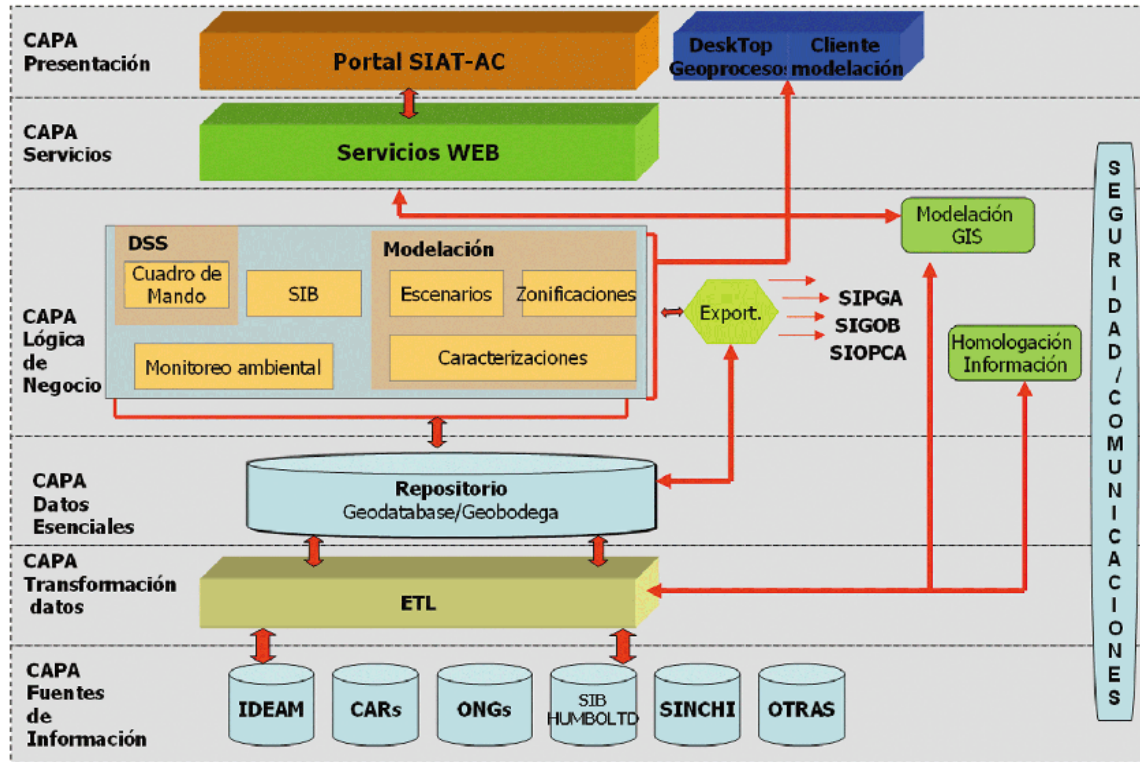 CAPA
Presentación
Portal SIAT-AC
DeskTop
Geoprocesos
Cliente
modelación
CAPA
Servicios
Servicios WEB
CAPA
Lógica
de
Negocio
DSS
Cuadro de
Mando
SIB
Monitoreo ambiental
Modelación
Escenarios
Zonificaciones
Caracterizaciones
Export.
SIPGA
SIGOB
SIOPCA
Modelación
GIS
Homologación
Información
CAPA
Datos
Esenciales
Repositorio
Geodatabase/Geobodega
CAPA
Transformación
datos
ETL
CAPA
Fuentes
de
Información
IDEAM
CARs
ONGs
SIB
HUMBOLTD
SINCHI
OTRAS
SEGURIDAD/COMUNICACIONES